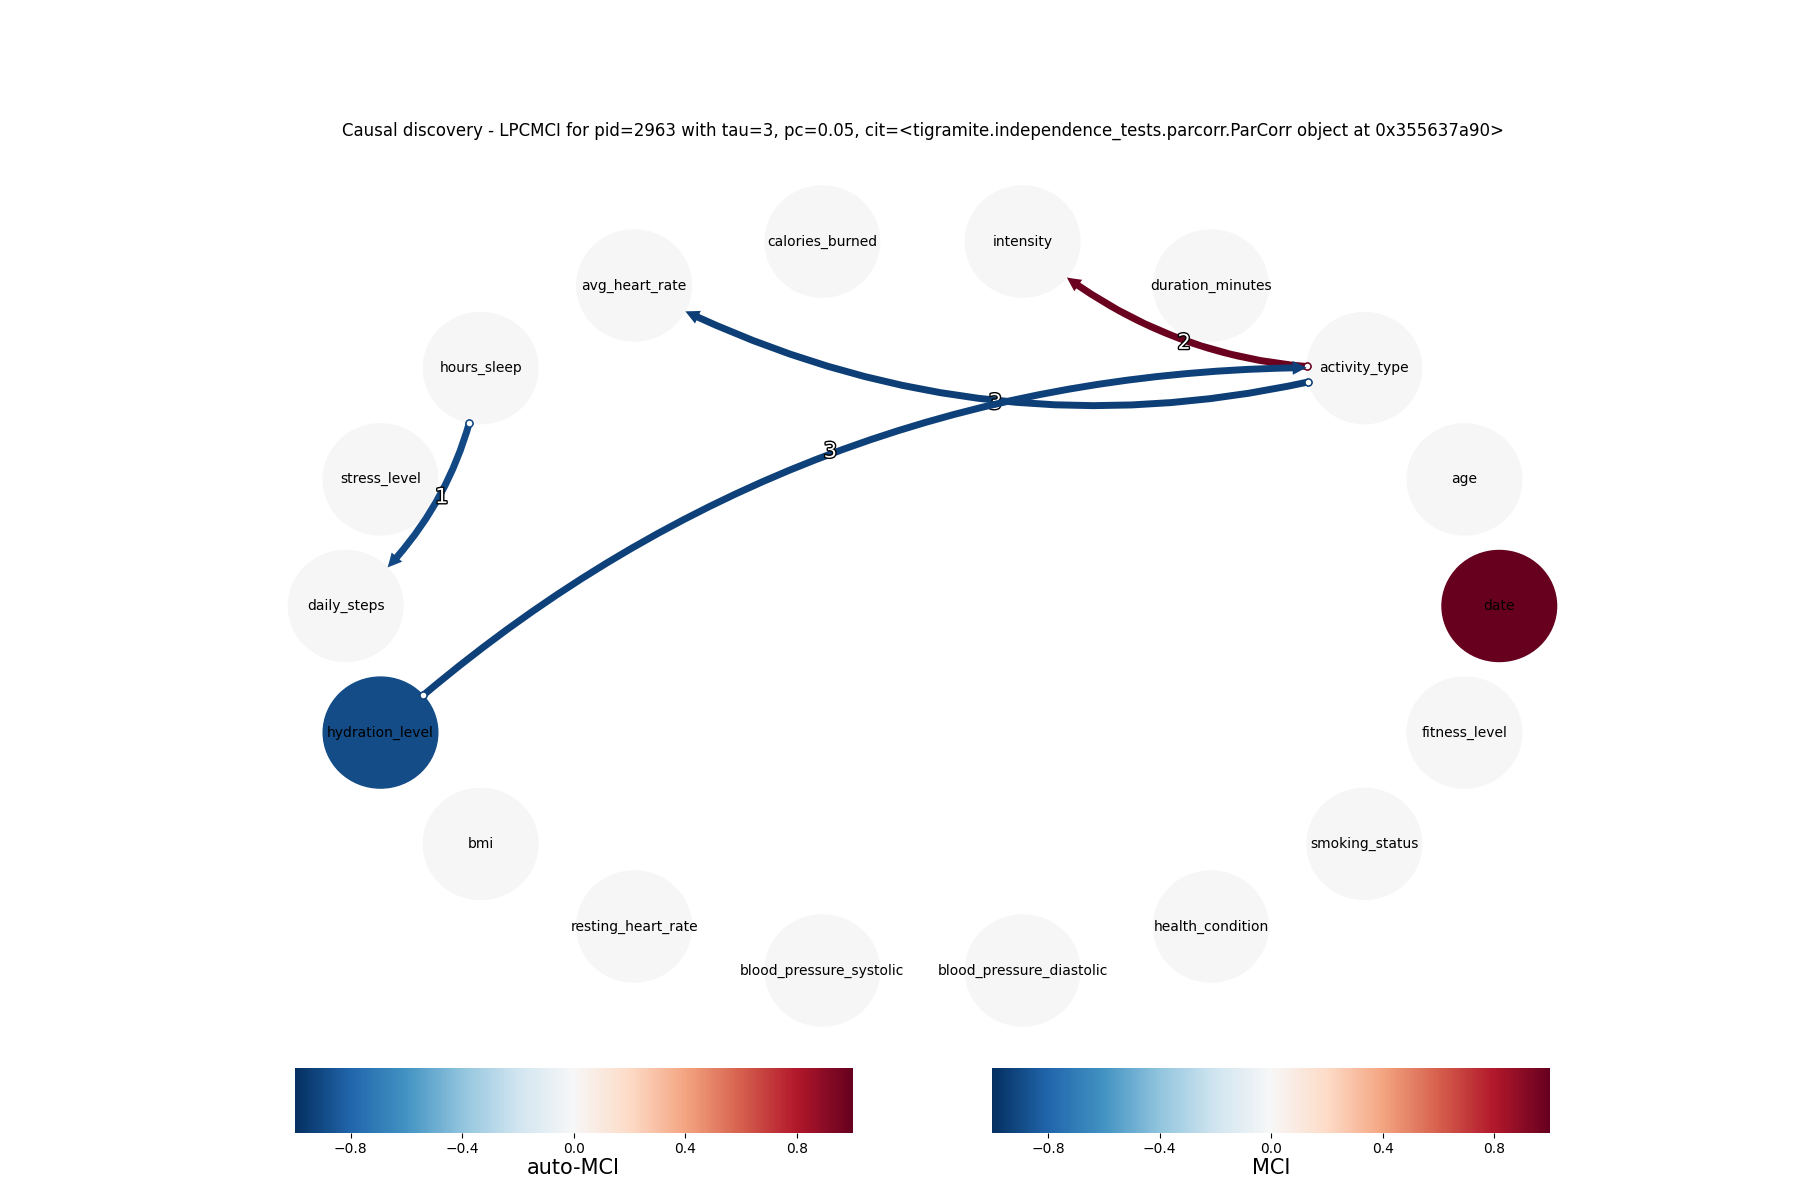 Causal discovery - LPCMCI for pid=2963 with tau=3, pc=0.05, cit=<tigramite.independence_tests.parcorr.ParCorr object at 0x355637a90>
calories_burned
intensity
avg_heart_rate
duration_minutes
2
hours_sleep
activity_type
3
3
stress_level
1
age
daily_steps
date
hydration_level
fitness_level
bmi
smoking_status
resting_heart_rate
health_condition
blood_pressure_systolic
blood_pressure_diastolic
−0.8 −0.4 0.0 0.4 0.8
auto-MCI
−0.8 −0.4 0.0 0.4 0.8
MCI